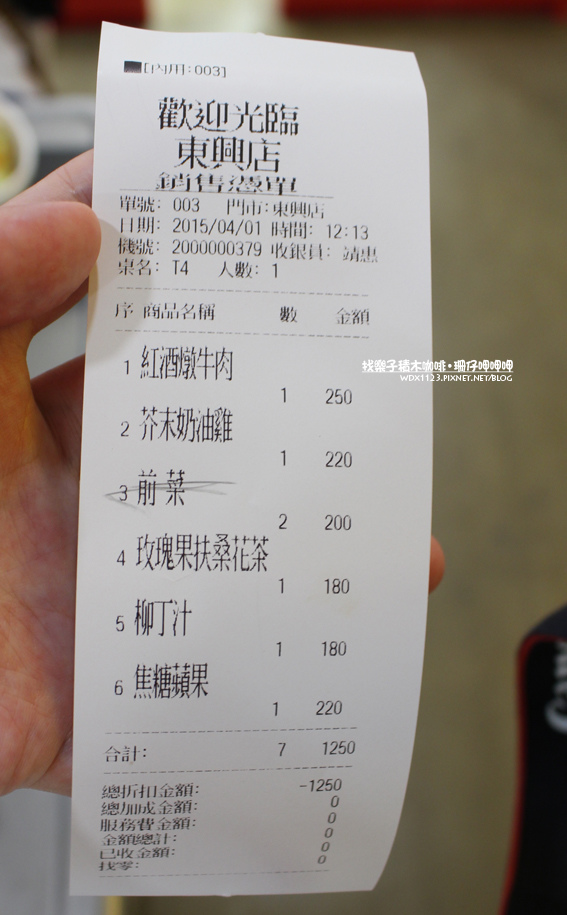 [內用:003]
歡迎光臨
東興店
銷售憑單
單號: 003 門市:東興店
日期: 2015/04/01 時間: 12:13
機號: 2000000379 收銀員: 靖惠
桌名: T4 人數: 1
序 商品名稱 數 金額
1 紅酒燉牛肉
1 250
2 芥末奶油雞
1 220
3 前菜
2 200
4 玫瑰果扶桑花茶
1 180
5 柳丁汁
1 180
6 焦糖蘋果
1 220
合計: 7 1250
總折扣金額: -1250
總加成金額: 0
服務費金額: 0
金額總計: 0
已收金額: 0
找零: 0
找樂子積木咖啡·珊仔呷呷呷
WDX1123.PIXNET.NET/BLOG